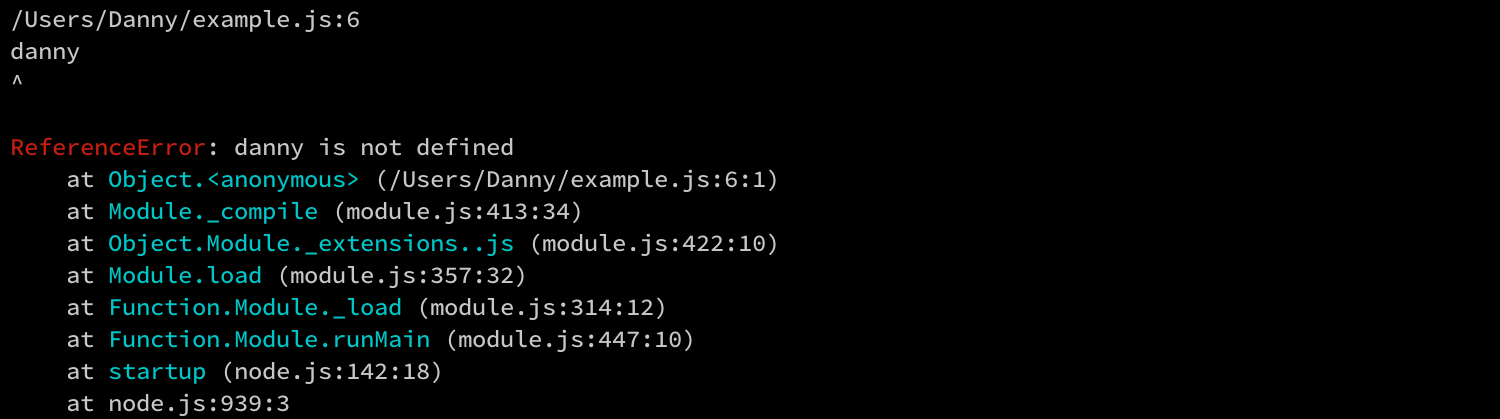 /Users/Danny/example.js:6
danny
^
ReferenceError: danny is not defined
    at Object.<anonymous> (/Users/Danny/example.js:6:1)
    at Module._compile (module.js:413:34)
    at Object.Module._extensions..js (module.js:422:10)
    at Module.load (module.js:357:32)
    at Function.Module._load (module.js:314:12)
    at Function.Module.runMain (module.js:447:10)
    at startup (node.js:142:18)
    at node.js:939:3